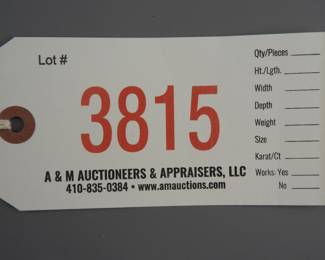 Lot #
3815
A & M AUCTIONEERS & APPRAISERS, LLC
410-835-0384 • www.amauctions.com
Qty/Pieces
Ht./Lgth.
Width
Depth
Weight
Size
Karat/Ct
Works: Yes
No